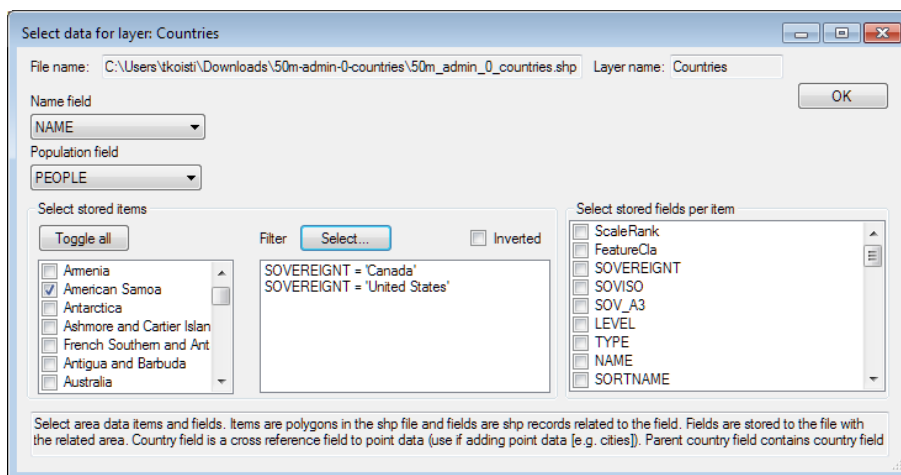 Select data for layer: Countries
File name: C:\Users\tkoisti\Downloads\50m-admin-0-countries\50m_admin_0_countries.shp Layer name: Countries
OK
Name field
NAME
Population field
PEOPLE
Select stored items
Toggle all
Filter Select... Inverted
Amenia
American Samoa
Antarctica
Ashmore and Cartier Islan
French Southern and Ant
Antigua and Barbuda
Australia
SOVEREIGNT = 'Canada'
SOVEREIGNT = 'United States'
Select stored fields per item
ScaleRank
FeatureCla
SOVEREIGNT
SOVISO
SOV_A3
LEVEL
TYPE
NAME
SORTNAME
Select area data items and fields. Items are polygons in the shp file and fields are shp records related to the field. Fields are stored to the file with
the related area. Country field is a cross reference field to point data (use if adding point data [e.g. cities]). Parent country field contains country field